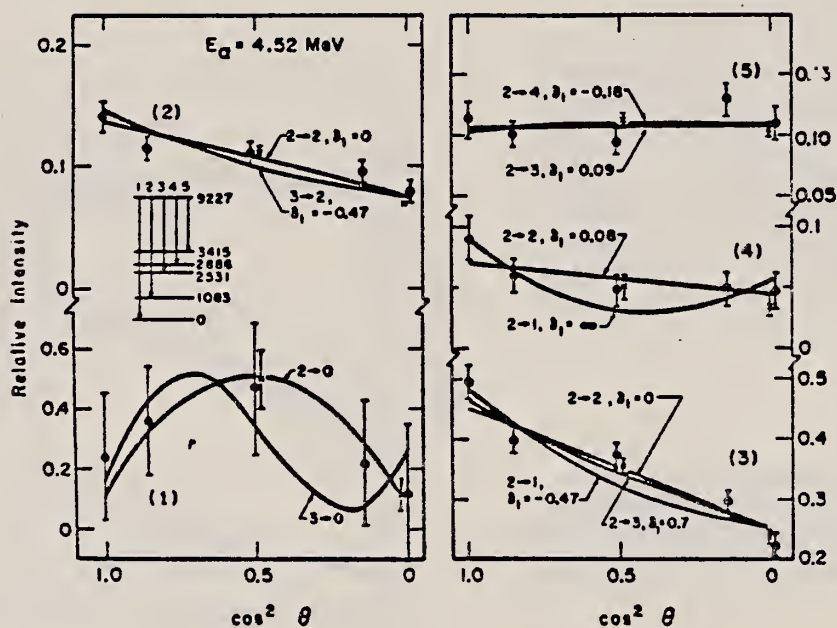 Eα = 4.52 MeV
0.2
0.1
0
(2)
2→2, δ₁=0
3→2,
δ₁=-0.47
1 2 3 4 5
9227
3415
2531
1063
0
Relative Intensity
0.6
0.4
0.2
0
(1)
2→0
3→0
1.0
0.5
0
cos² θ
(5)
2→4, δ₁=-0.18
2→3, δ₁=0.09
0.10
0.05
(4)
2→2, δ₁=0.08
2→1, δ₁=∞
0.1
0
(3)
2→2, δ₁=0
2→1,
δ₁=-0.47
2→3, δ₁=0.7
0.5
0.4
0.3
0.2
1.0
0.5
0
cos² θ